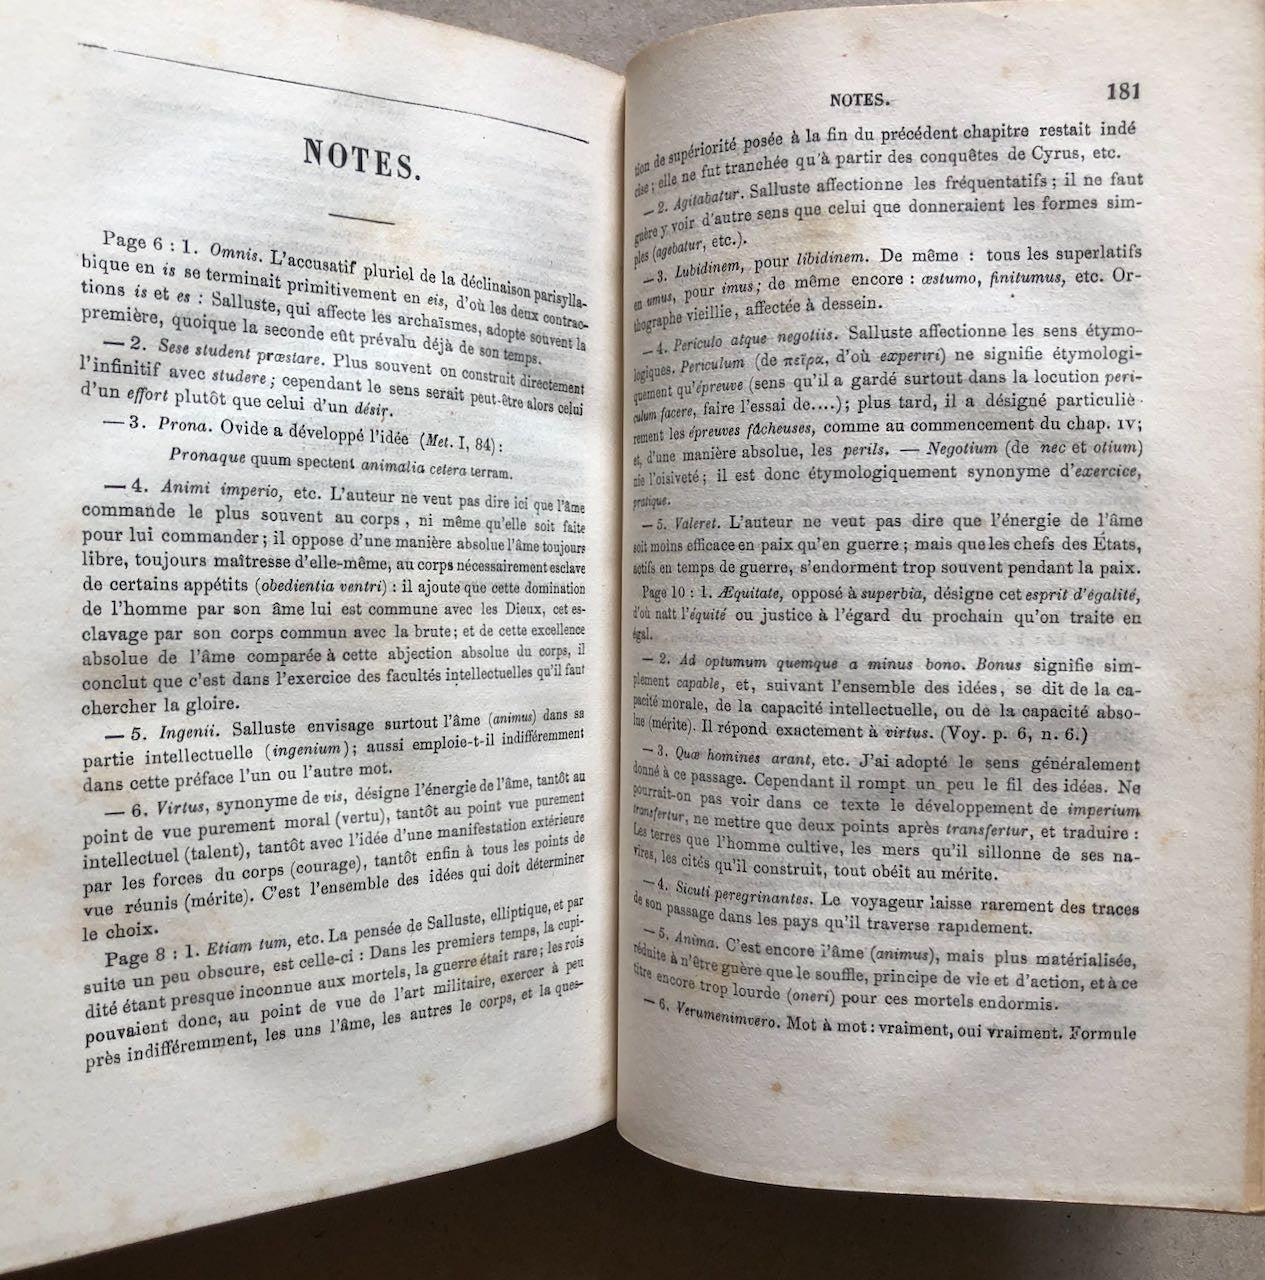 NOTES.
Page 6 : 1. Omnis. L'accusatif pluriel de la déclinaison parisylla-
bique en is se terminait primitivement en eis, d'où les deux contrac-
tions is et es : Salluste, qui affecte les archaïsmes, adopte souvent la
première, quoique la seconde eût prévalu déjà de son temps.
— 2. Sese student præstare. Plus souvent on construit directement
l'infinitif avec studere ; cependant le sens serait peut-être alors celui
d'un effort plutôt que celui d'un désir.
— 3. Prona. Ovide a développé l'idée (Met. I, 84) :
Pronaque quum spectent animalia cetera terram.
— 4. Animi imperio, etc. L'auteur ne veut pas dire ici que l'âme
commande le plus souvent au corps, ni même qu'elle soit faite
pour lui commander ; il oppose d'une manière absolue l'âme toujours
libre, toujours maîtresse d'elle-même, au corps nécessairement esclave
de certains appétits (obedientia ventri) : il ajoute que cette domination
de l'homme par son âme lui est commune avec les Dieux, cet es-
clavage par son corps commun avec la brute ; et de cette excellence
absolue de l'âme comparée à cette abjection absolue du corps, il
conclut que c'est dans l'exercice des facultés intellectuelles qu'il faut
chercher la gloire.
— 5. Ingenii. Salluste envisage surtout l'âme (animus) dans sa
partie intellectuelle (ingenium) ; aussi emploie-t-il indifféremment
dans cette préface l'un ou l'autre mot.
— 6. Virtus, synonyme de vis, désigne l'énergie de l'âme, tantôt au
point de vue purement moral (vertu), tantôt au point vue purement
intellectuel (talent), tantôt avec l'idée d'une manifestation extérieure
par les forces du corps (courage), tantôt enfin à tous les points de
vue réunis (mérite). C'est l'ensemble des idées qui doit déterminer
le choix.
Page 8 : 1. Etiam tum, etc. La pensée de Salluste, elliptique, et par
suite un peu obscure, est celle-ci : Dans les premiers temps, la cupi-
dité étant presque inconnue aux mortels, la guerre était rare ; les rois
pouvaient donc, au point de vue de l'art militaire, exercer à peu
près indifféremment, les uns l'âme, les autres le corps, et la ques-
NOTES. 181
tion de supériorité posée à la fin du précédent chapitre restait indé
cise ; elle ne fut tranchée qu'à partir des conquêtes de Cyrus, etc.
— 2. Agitabatur. Salluste affectionne les fréquentatifs ; il ne faut
guère y voir d'autre sens que celui que donneraient les formes sim-
ples (agebatur, etc.).
— 3. Lubidinem, pour libidinem. De même : tous les superlatifs
en umus, pour imus ; de même encore : æstumo, finitumus, etc. Or-
thographe vieillie, affectée à dessein.
— 4. Periculo atque negotiis. Salluste affectionne les sens étymo-
logiques. Periculum (de πεῖρα, d'où experiri) ne signifie étymologi-
quement qu'épreuve (sens qu'il a gardé surtout dans la locution peri-
culum facere, faire l'essai de....) ; plus tard, il a désigné particuliè-
rement les épreuves fâcheuses, comme au commencement du chap. IV ;
et, d'une manière absolue, les perils. — Negotium (de nec et otium)
nie l'oisiveté ; il est donc étymologiquement synonyme d'exercice,
pratique.
— 5. Valeret. L'auteur ne veut pas dire que l'énergie de l'âme
soit moins efficace en paix qu'en guerre ; mais que les chefs des États,
actifs en temps de guerre, s'endorment trop souvent pendant la paix.
Page 10 : 1. Æquitate, opposé à superbia, désigne cet esprit d'égalité,
d'où naît l'équité ou justice à l'égard du prochain qu'on traite en
égal.
— 2. Ad optumum quemque a minus bono. Bonus signifie sim-
plement capable, et, suivant l'ensemble des idées, se dit de la ca-
pacité morale, de la capacité intellectuelle, ou de la capacité abso-
lue (mérite). Il répond exactement à virtus. (Voy. p. 6, n. 6.)
— 3. Quæ homines arant, etc. J'ai adopté le sens généralement
donné à ce passage. Cependant il rompt un peu le fil des idées. Ne
pourrait-on pas voir dans ce texte le développement de imperium
transfertur, ne mettre que deux points après transfertur, et traduire :
Les terres que l'homme cultive, les mers qu'il sillonne de ses na-
vires, les cités qu'il construit, tout obéit au mérite.
— 4. Sicuti peregrinantes. Le voyageur laisse rarement des traces
de son passage dans les pays qu'il traverse rapidement.
— 5. Anima. C'est encore l'âme (animus), mais plus matérialisée,
réduite à n'être guère que le souffle, principe de vie et d'action, et à ce
titre encore trop lourde (oneri) pour ces mortels endormis.
— 6. Verumenimvero. Mot à mot : vraiment, oui vraiment. Formule